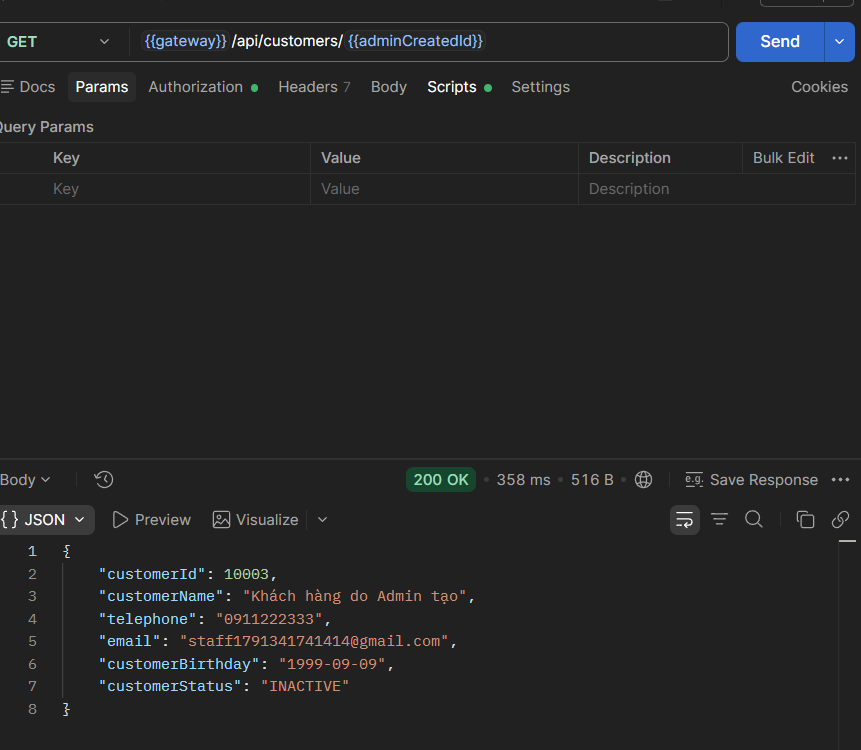 GET {{gateway}} /api/customers/ {{adminCreatedId}} Send
Docs Params Authorization Headers 7 Body Scripts Settings Cookies
Query Params
Key Value Description Bulk Edit
Key Value Description
Body 200 OK 358 ms 516 B e.g. Save Response
{} JSON Preview Visualize
1 {
2 "customerId": 10003,
3 "customerName": "Khách hàng do Admin tạo",
4 "telephone": "0911222333",
5 "email": "staff1791341741414@gmail.com",
6 "customerBirthday": "1999-09-09",
7 "customerStatus": "INACTIVE"
8 }